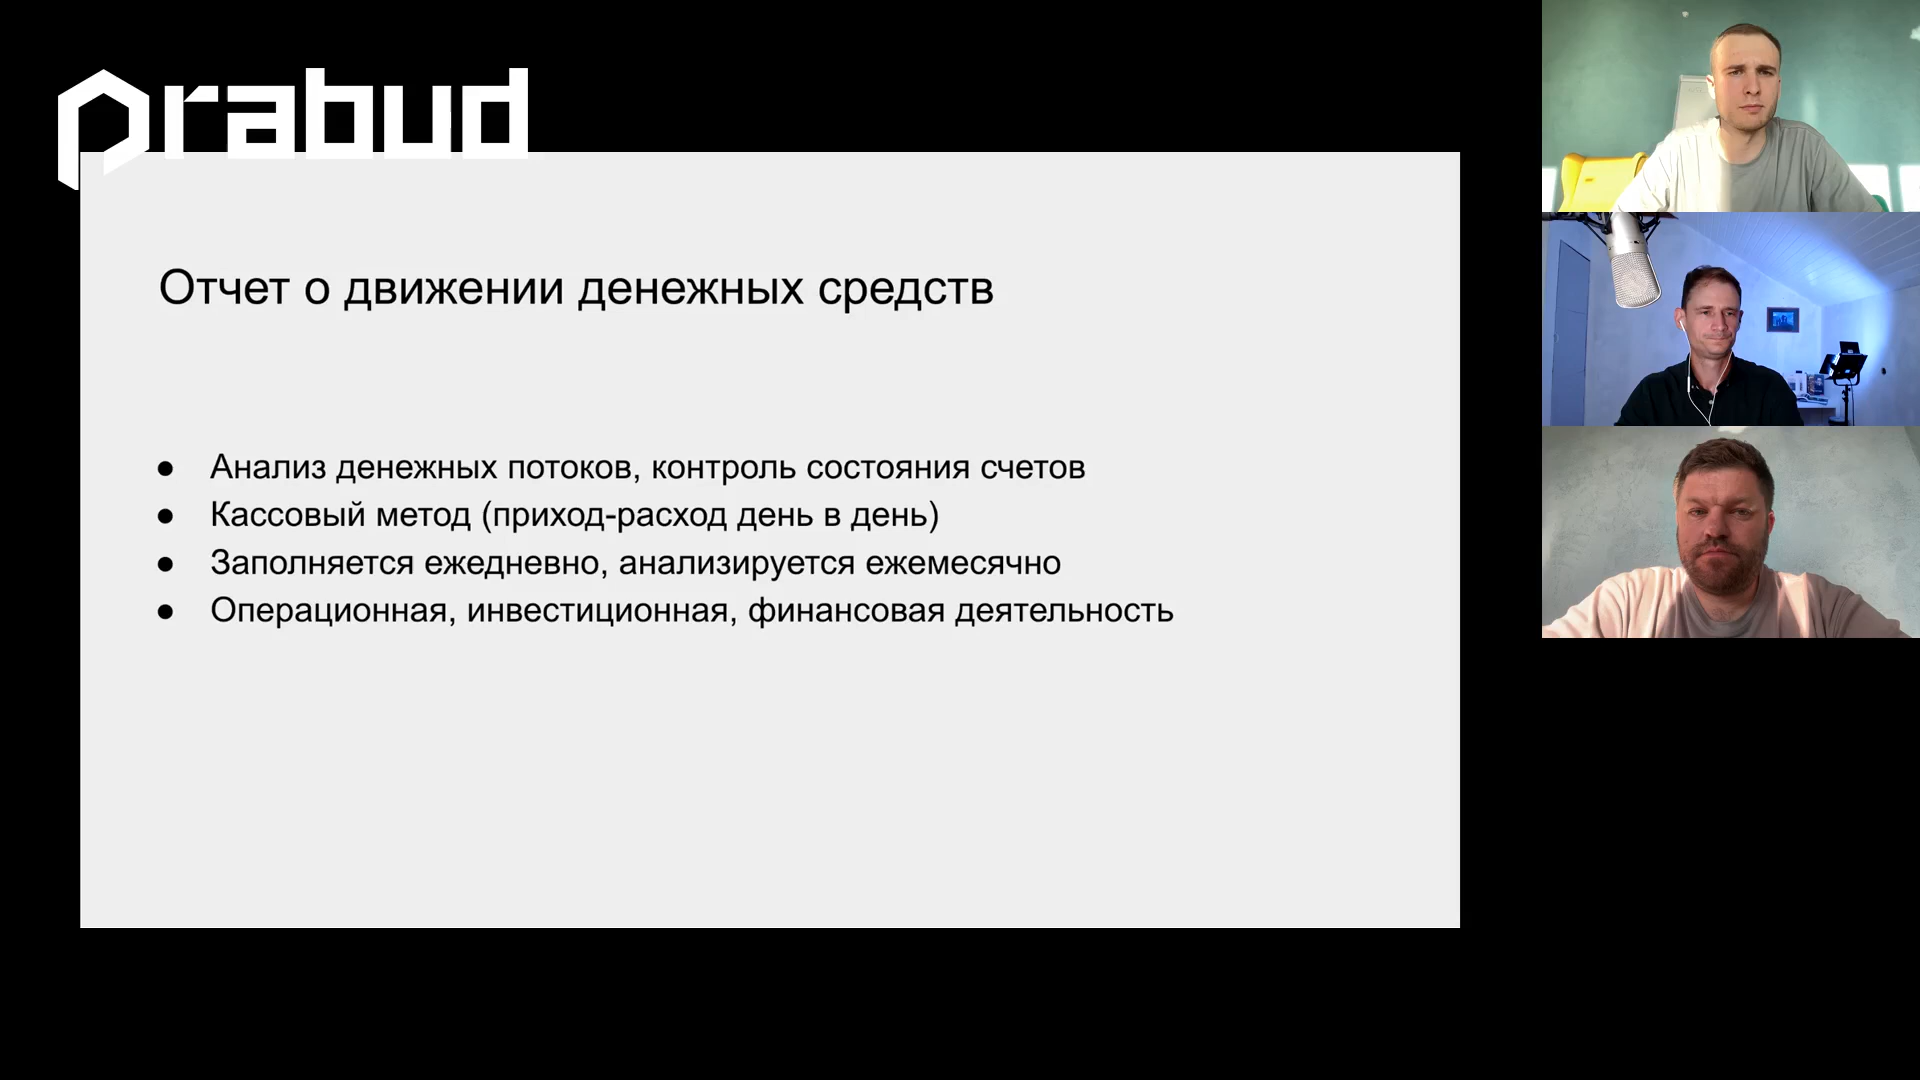 prabud
Отчет о движении денежных средств
● Анализ денежных потоков, контроль состояния счетов
● Кассовый метод (приход-расход день в день)
● Заполняется ежедневно, анализируется ежемесячно
● Операционная, инвестиционная, финансовая деятельность